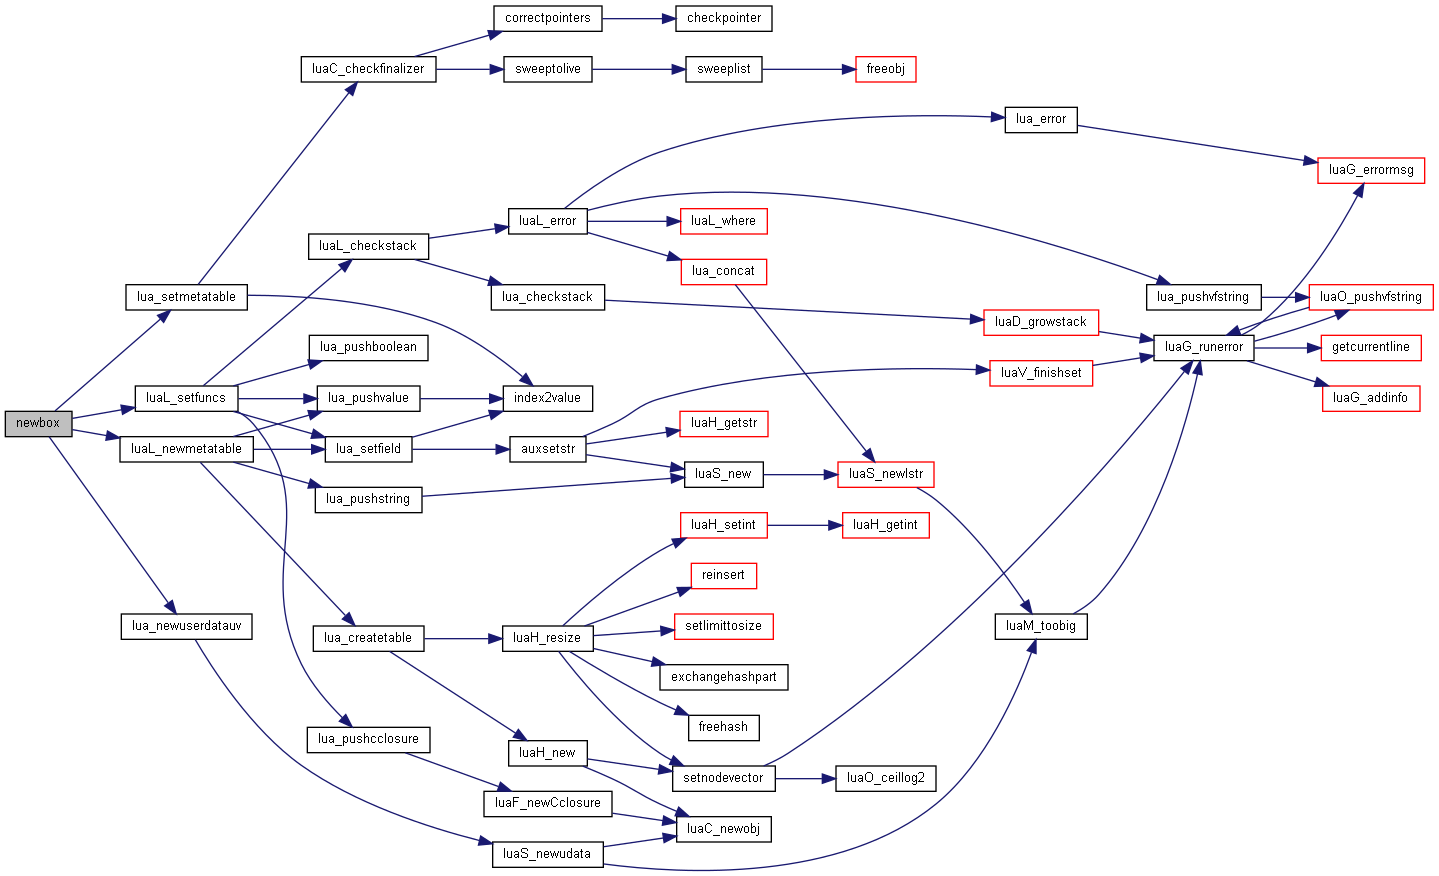 correctpointers
checkpointer
luaC_checkfinalizer
sweeptolive
sweeplist
freeobj
lua_error
luaG_errormsg
luaL_error
luaL_where
luaL_checkstack
lua_concat
lua_setmetatable
lua_checkstack
lua_pushvfstring
luaO_pushvfstring
luaD_growstack
lua_pushboolean
luaG_runerror
getcurrentline
luaV_finishset
luaL_setfuncs
lua_pushvalue
index2value
luaG_addinfo
newbox
luaH_getstr
luaL_newmetatable
lua_setfield
auxsetstr
luaS_new
luaS_newlstr
lua_pushstring
luaH_setint
luaH_getint
reinsert
lua_newuserdatauv
setlimittosize
luaM_toobig
lua_createtable
luaH_resize
exchangehashpart
freehash
lua_pushcclosure
luaH_new
setnodevector
luaO_ceillog2
luaF_newCclosure
luaC_newobj
luaS_newudata